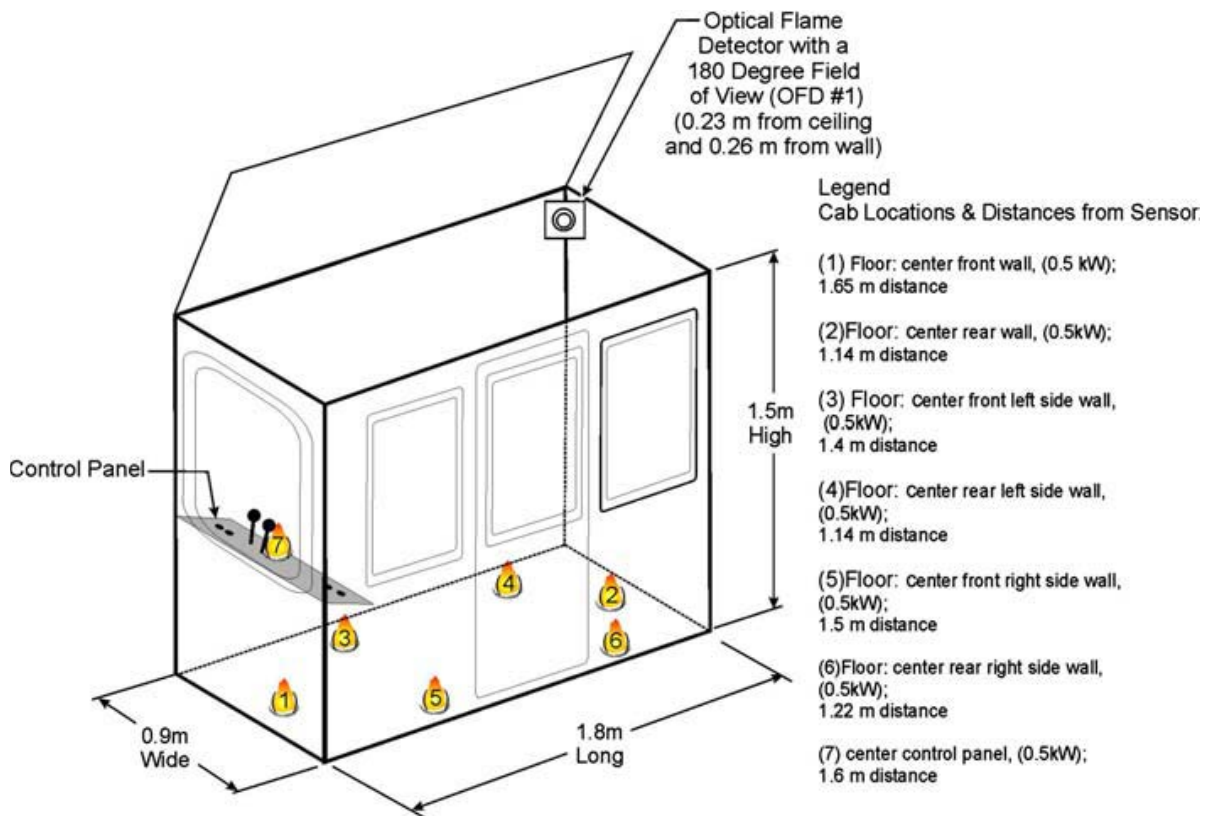 Optical Flame
Detector with a
180 Degree Field
of View (OFD #1)
(0.23 m from ceiling
and 0.26 m from wall)
Legend
Cab Locations & Distances from Sensor:
(1) Floor: center front wall, (0.5 kW);
1.65 m distance
(2)Floor: center rear wall, (0.5kW);
1.14 m distance
(3) Floor: center front left side wall,
(0.5kW);
1.4 m distance
(4)Floor: center rear left side wall,
(0.5kW);
1.14 m distance
(5)Floor: center front right side wall,
(0.5kW);
1.5 m distance
(6)Floor: center rear right side wall,
(0.5kW);
1.22 m distance
(7) center control panel, (0.5kW);
1.6 m distance
1.5m
High
Control Panel
7
4
2
3
6
1
5
0.9m
Wide
1.8m
Long